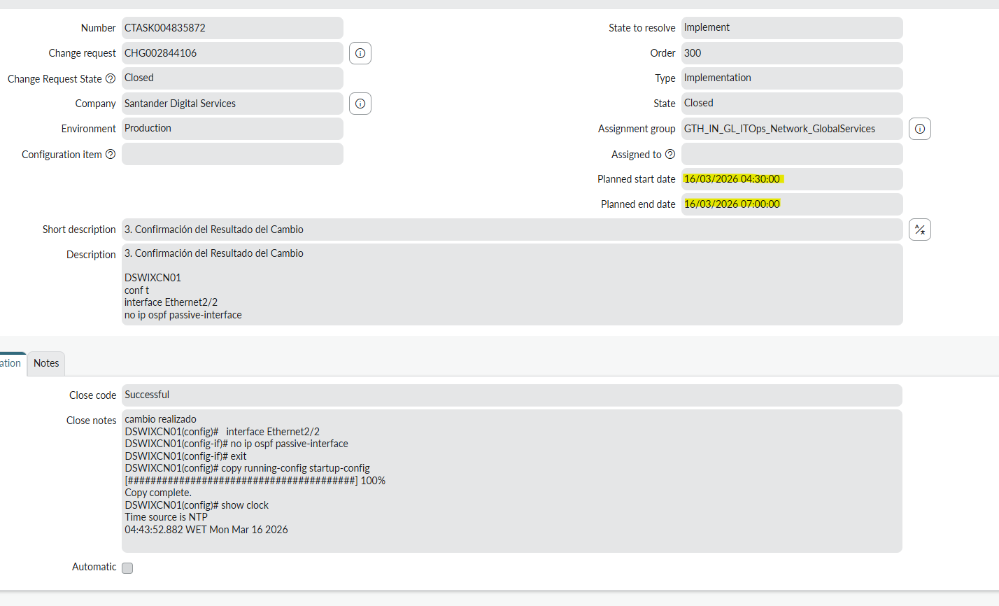 Number CTASK004835872
State to resolve Implement
Change request CHG002844106
Order 300
Change Request State Closed
Type Implementation
Company Santander Digital Services
State Closed
Environment Production
Assignment group GTH_IN_GL_ITOps_Network_GlobalServices
Configuration item
Assigned to
Planned start date 16/03/2026 04:30:00
Planned end date 16/03/2026 07:00:00
Short description 3. Confirmación del Resultado del Cambio
Description 3. Confirmación del Resultado del Cambio
DSWIXCN01
conf t
interface Ethernet2/2
no ip ospf passive-interface
ation Notes
Close code Successful
Close notes cambio realizado
DSWIXCN01(config)#   interface Ethernet2/2
DSWIXCN01(config-if)# no ip ospf passive-interface
DSWIXCN01(config-if)# exit
DSWIXCN01(config)# copy running-config startup-config
[########################################] 100%
Copy complete.
DSWIXCN01(config)# show clock
Time source is NTP
04:43:52.882 WET Mon Mar 16 2026
Automatic